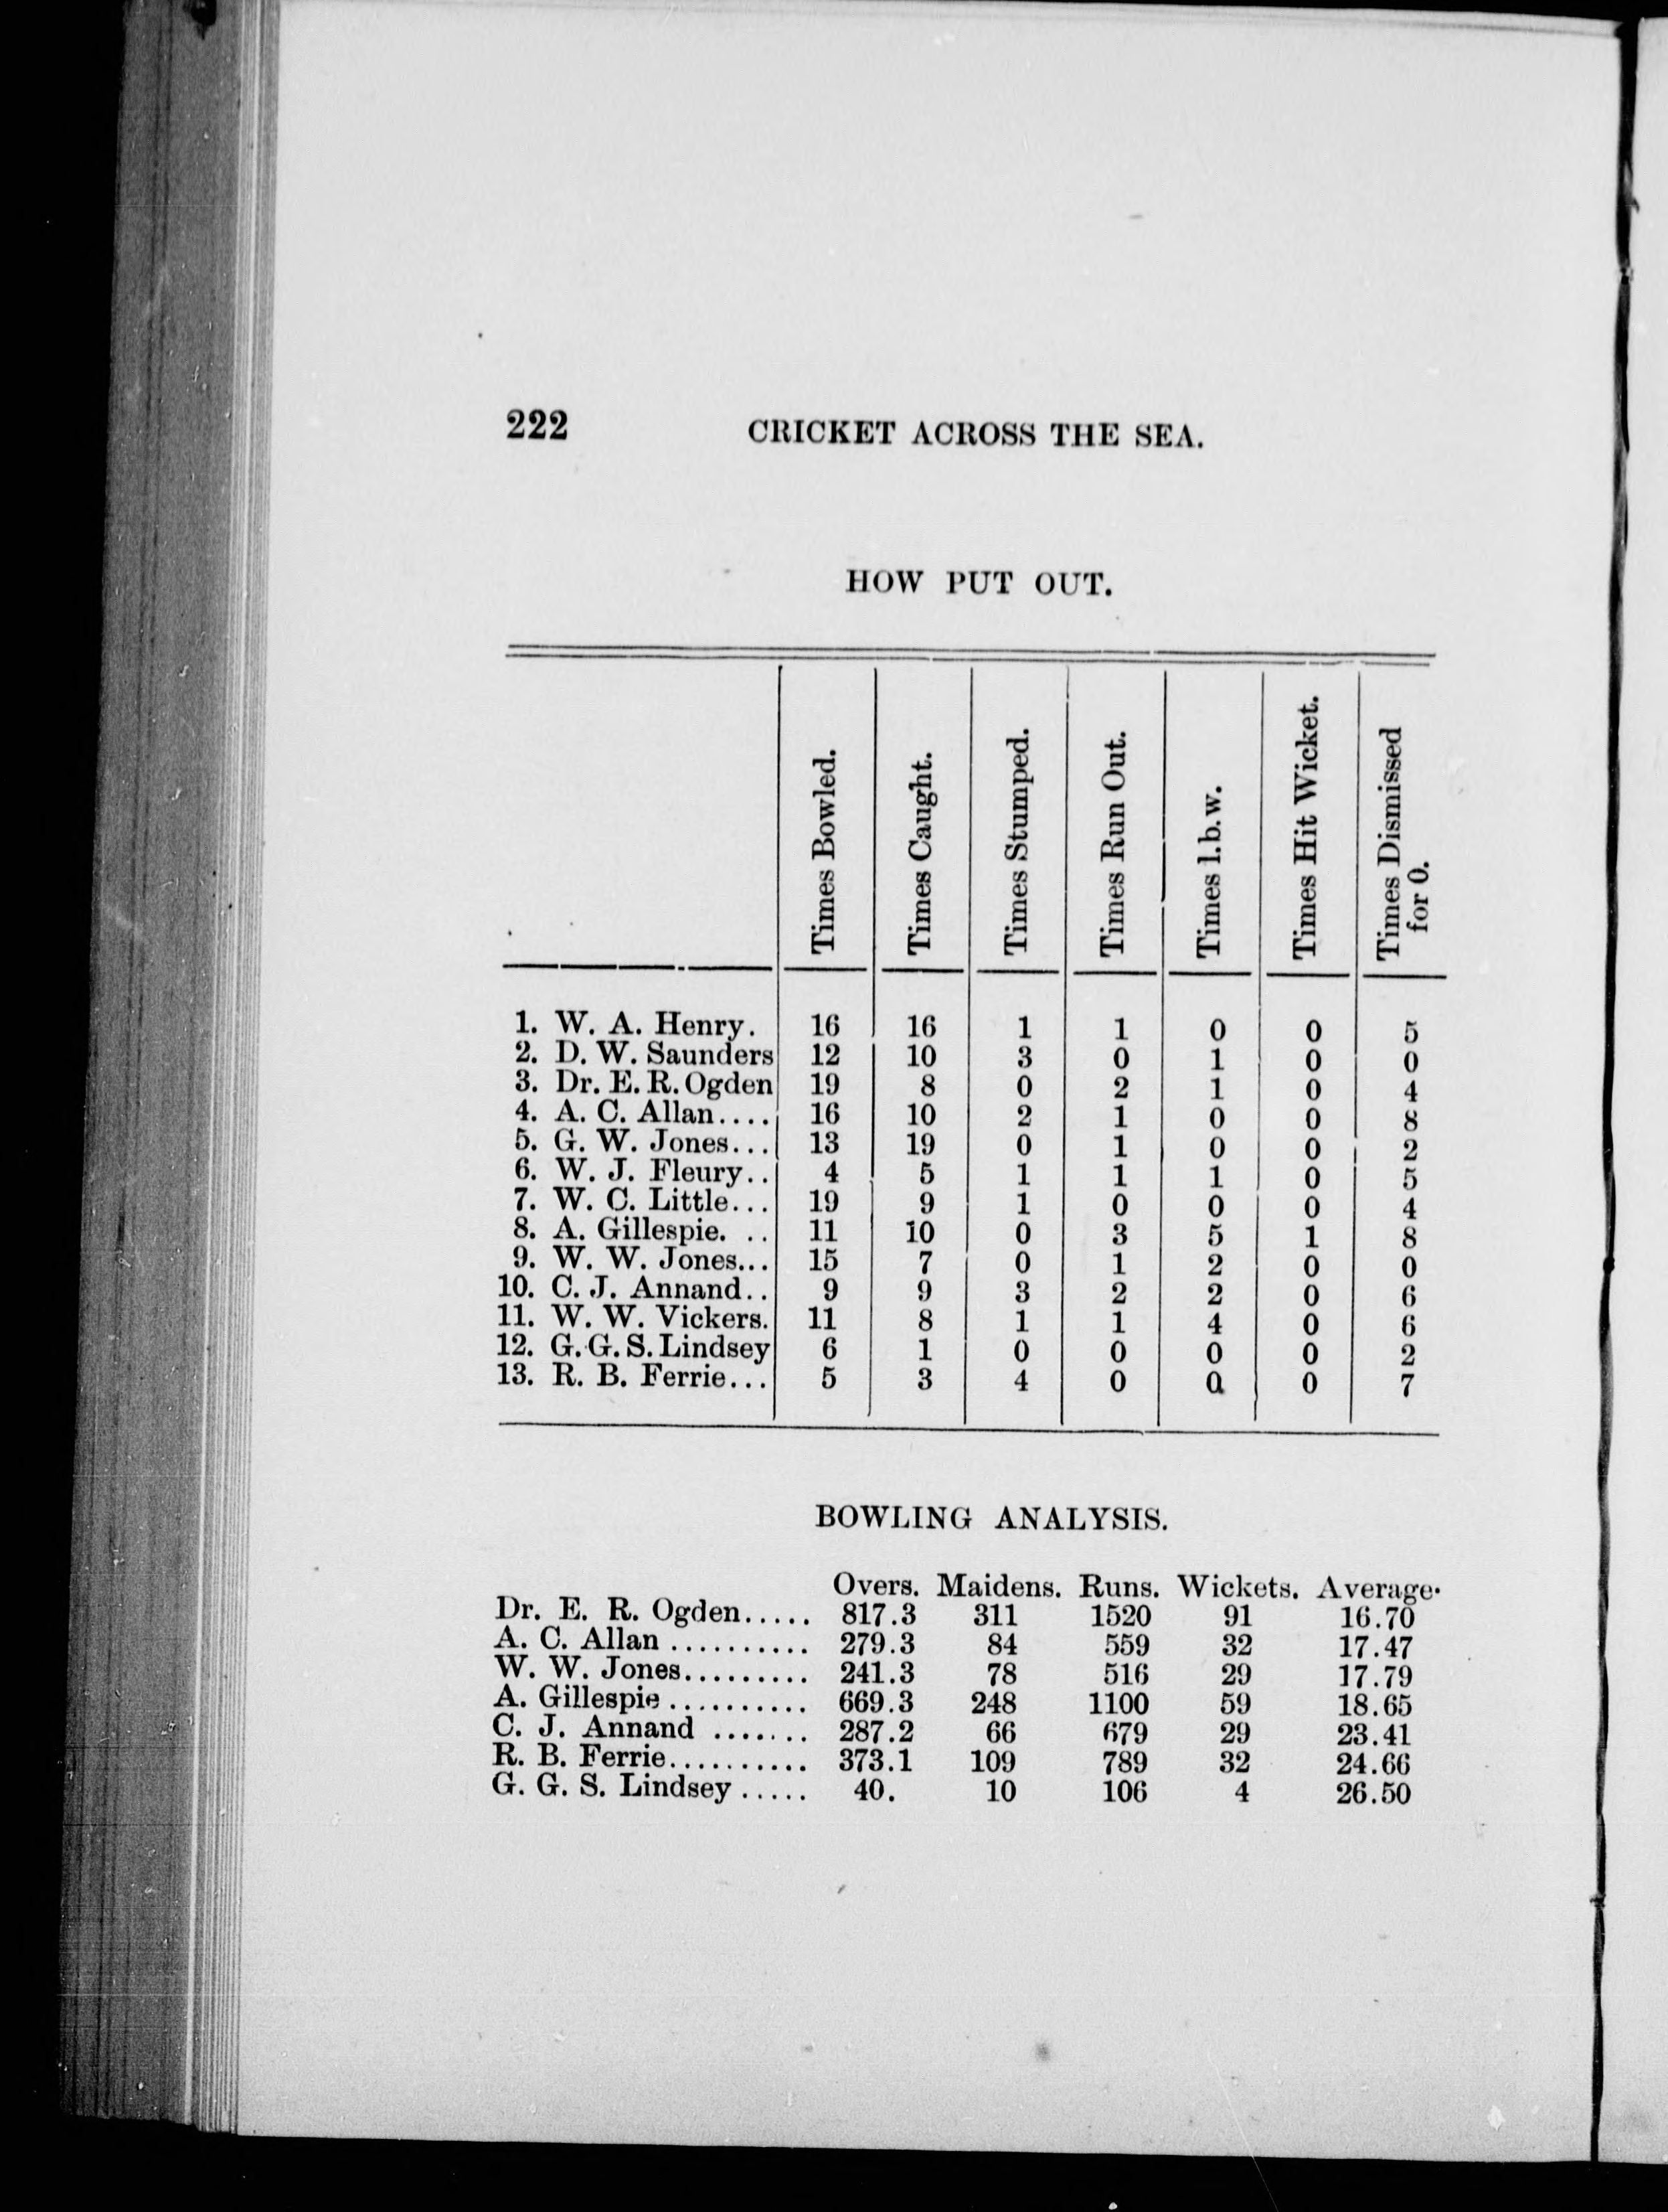 222 CRICKET ACROSS THE SEA.
HOW PUT OUT.
Times Bowled. Times Caught. Times Stumped. Times Run Out. Times l.b.w. Times Hit Wicket. Times Dismissed for 0.
1. W. A. Henry. 16 16 1 1 0 0 5
2. D. W. Saunders 12 10 3 0 1 0 0
3. Dr. E. R. Ogden 19 8 0 2 1 0 4
4. A. C. Allan.... 16 10 2 1 0 0 8
5. G. W. Jones... 13 19 0 1 0 0 2
6. W. J. Fleury.. 4 5 1 1 1 0 5
7. W. C. Little... 19 9 1 0 0 0 4
8. A. Gillespie. .. 11 10 0 3 5 1 8
9. W. W. Jones... 15 7 0 1 2 0 0
10. C. J. Annand.. 9 9 3 2 2 0 6
11. W. W. Vickers. 11 8 1 1 4 0 6
12. G. G. S. Lindsey 6 1 0 0 0 0 2
13. R. B. Ferrie... 5 3 4 0 0 0 7
BOWLING ANALYSIS.
Overs. Maidens. Runs. Wickets. Average.
Dr. E. R. Ogden..... 817.3 311 1520 91 16.70
A. C. Allan .......... 279.3 84 559 32 17.47
W. W. Jones......... 241.3 78 516 29 17.79
A. Gillespie .......... 669.3 248 1100 59 18.65
C. J. Annand ....... 287.2 66 679 29 23.41
R. B. Ferrie.......... 373.1 109 789 32 24.66
G. G. S. Lindsey ..... 40. 10 106 4 26.50